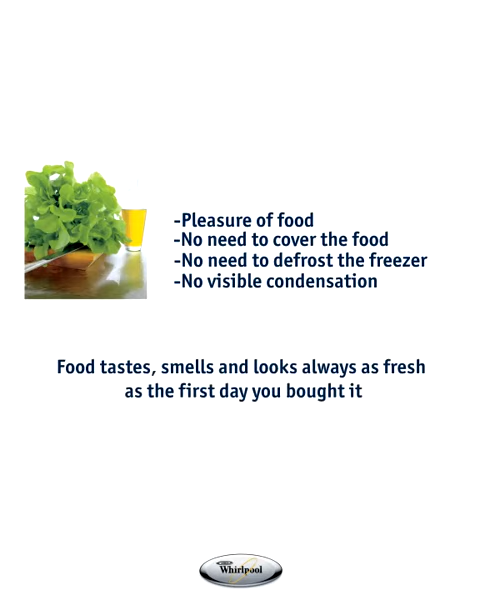 -Pleasure of food
-No need to cover the food
-No need to defrost the freezer
-No visible condensation
Food tastes, smells and looks always as fresh
as the first day you bought it
Whirlpool